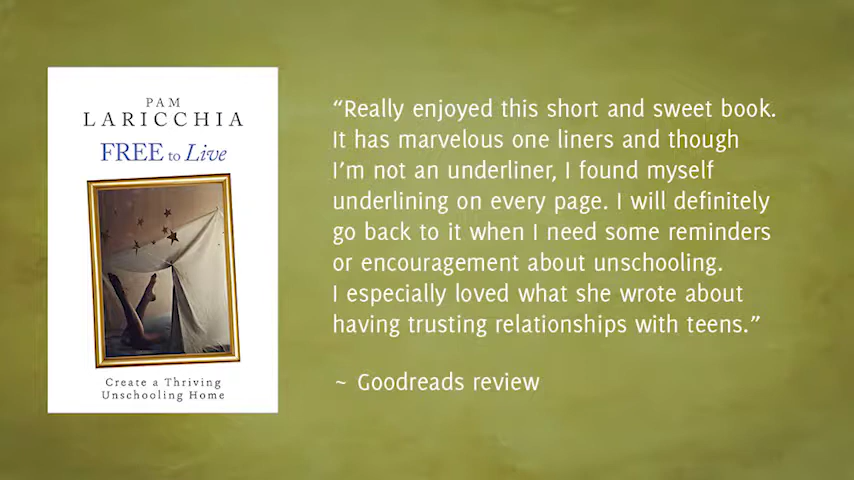 PAM
LARICCHIA
FREE to Live
Create a Thriving
Unschooling Home
“Really enjoyed this short and sweet book.
It has marvelous one liners and though
I’m not an underliner, I found myself
underlining on every page. I will definitely
go back to it when I need some reminders
or encouragement about unschooling.
I especially loved what she wrote about
having trusting relationships with teens.”
~ Goodreads review